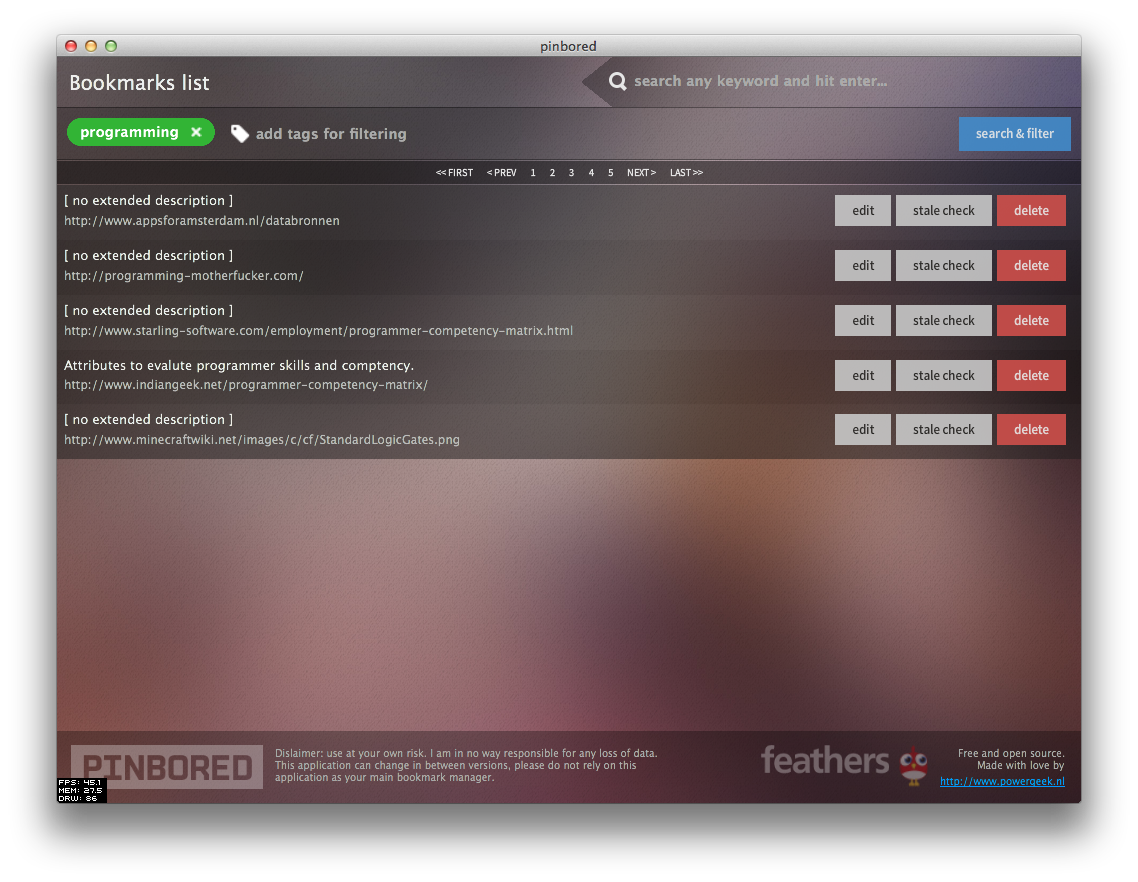 pinbored
Bookmarks list
search any keyword and hit enter...
programming ×
add tags for filtering
search & filter
<< FIRST < PREV 1 2 3 4 5 NEXT > LAST >>
[ no extended description ]
http://www.appsforamsterdam.nl/databronnen
edit stale check delete
[ no extended description ]
http://programming-motherfucker.com/
edit stale check delete
[ no extended description ]
http://www.starling-software.com/employment/programmer-competency-matrix.html
edit stale check delete
Attributes to evalute programmer skills and comptency.
http://www.indiangeek.net/programmer-competency-matrix/
edit stale check delete
[ no extended description ]
http://www.minecraftwiki.net/images/c/cf/StandardLogicGates.png
edit stale check delete
PINBORED
FPS: 45.1
MEM: 27.5
DRW: 86
Dislaimer: use at your own risk. I am in no way responsible for any loss of data.
This application can change in between versions, please do not rely on this
application as your main bookmark manager.
feathers
Free and open source.
Made with love by
http://www.powergeek.nl